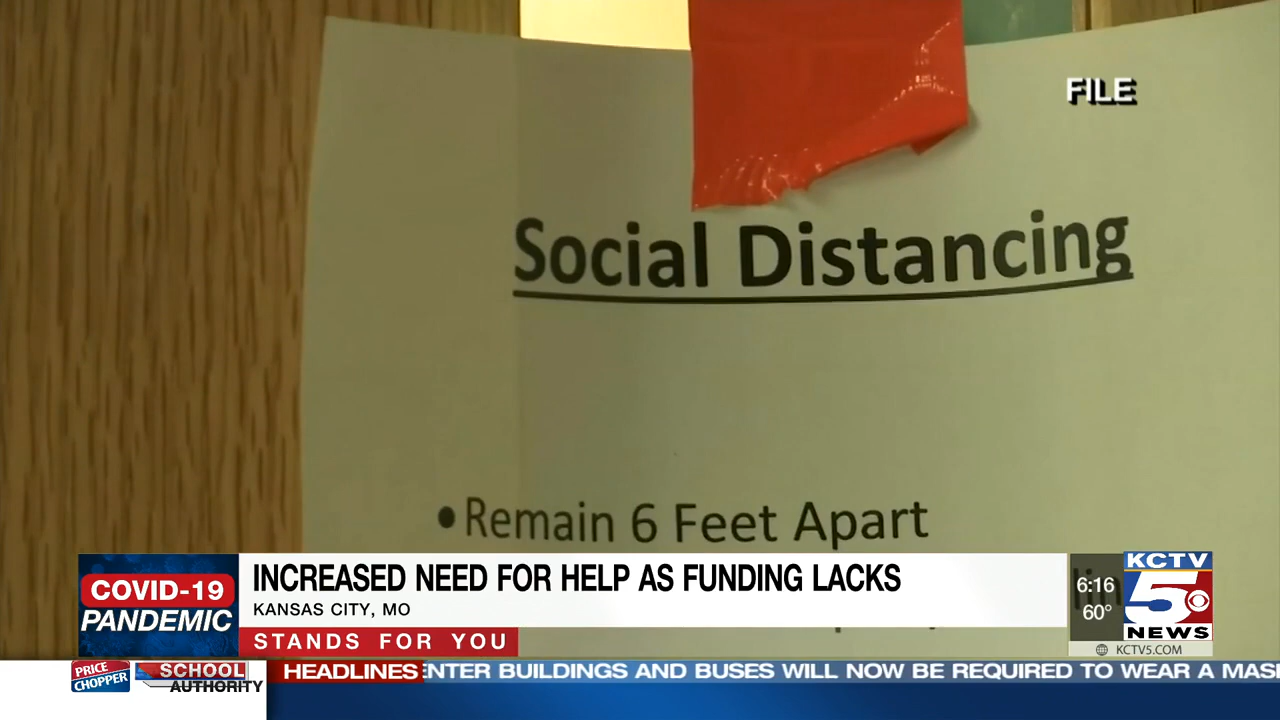 FILE
Social Distancing
•Remain 6 Feet Apart
COVID-19
PANDEMIC
INCREASED NEED FOR HELP AS FUNDING LACKS
KANSAS CITY, MO
STANDS FOR YOU
6:16
60°
KCTV
5
NEWS
KCTV5.COM
PRICE
CHOPPER
SCHOOL
AUTHORITY
HEADLINES
ENTER BUILDINGS AND BUSES WILL NOW BE REQUIRED TO WEAR A